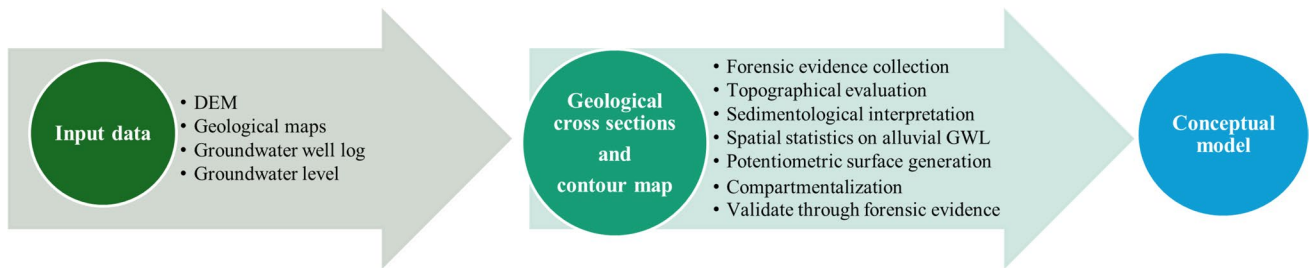 Input data
• DEM
• Geological maps
• Groundwater well log
• Groundwater level
Geological
cross sections
and
contour map
• Forensic evidence collection
• Topographical evaluation
• Sedimentological interpretation
• Spatial statistics on alluvial GWL
• Potentiometric surface generation
• Compartmentalization
• Validate through forensic evidence
Conceptual
model